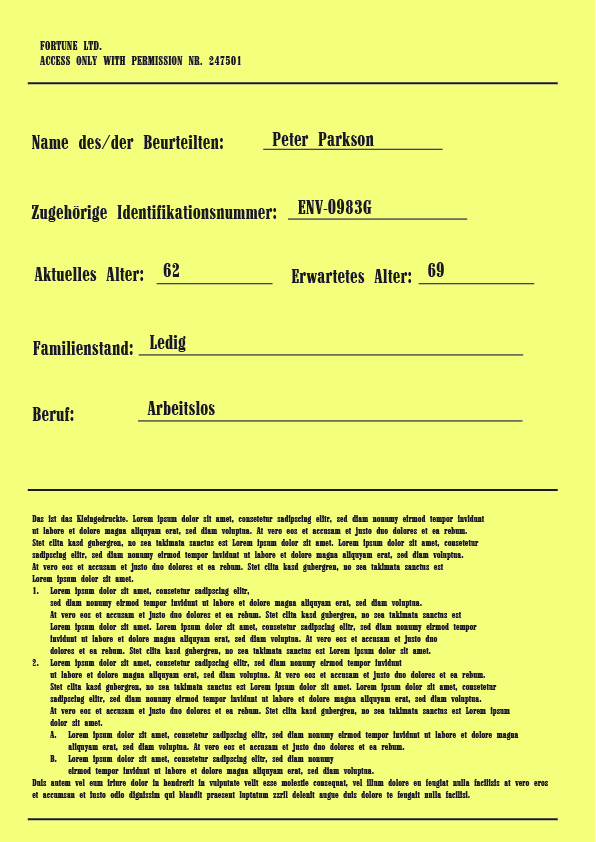 FORTUNE LTD.
ACCESS ONLY WITH PERMISSION NR. 247501
Name des/der Beurteilten: Peter Parkson
Zugehörige Identifikationsnummer: ENV-0983G
Aktuelles Alter: 62 Erwartetes Alter: 69
Familienstand: Ledig
Beruf: Arbeitslos
Das ist das Kleingedruckte. Lorem ipsum dolor sit amet, consetetur sadipscing elitr, sed diam nonumy eirmod tempor invidunt
ut labore et dolore magna aliquyam erat, sed diam voluptua. At vero eos et accusam et justo duo dolores et ea rebum.
Stet clita kasd gubergren, no sea takimata sanctus est Lorem ipsum dolor sit amet. Lorem ipsum dolor sit amet, consetetur
sadipscing elitr, sed diam nonumy eirmod tempor invidunt ut labore et dolore magna aliquyam erat, sed diam voluptua.
At vero eos et accusam et justo duo dolores et ea rebum. Stet clita kasd gubergren, no sea takimata sanctus est
Lorem ipsum dolor sit amet.
1. Lorem ipsum dolor sit amet, consetetur sadipscing elitr,
sed diam nonumy eirmod tempor invidunt ut labore et dolore magna aliquyam erat, sed diam voluptua.
At vero eos et accusam et justo duo dolores et ea rebum. Stet clita kasd gubergren, no sea takimata sanctus est
Lorem ipsum dolor sit amet. Lorem ipsum dolor sit amet, consetetur sadipscing elitr, sed diam nonumy eirmod tempor
invidunt ut labore et dolore magna aliquyam erat, sed diam voluptua. At vero eos et accusam et justo duo
dolores et ea rebum. Stet clita kasd gubergren, no sea takimata sanctus est Lorem ipsum dolor sit amet.
2. Lorem ipsum dolor sit amet, consetetur sadipscing elitr, sed diam nonumy eirmod tempor invidunt
ut labore et dolore magna aliquyam erat, sed diam voluptua. At vero eos et accusam et justo duo dolores et ea rebum.
Stet clita kasd gubergren, no sea takimata sanctus est Lorem ipsum dolor sit amet. Lorem ipsum dolor sit amet, consetetur
sadipscing elitr, sed diam nonumy eirmod tempor invidunt ut labore et dolore magna aliquyam erat, sed diam voluptua.
At vero eos et accusam et justo duo dolores et ea rebum. Stet clita kasd gubergren, no sea takimata sanctus est Lorem ipsum
dolor sit amet.
A. Lorem ipsum dolor sit amet, consetetur sadipscing elitr, sed diam nonumy eirmod tempor invidunt ut labore et dolore magna
aliquyam erat, sed diam voluptua. At vero eos et accusam et justo duo dolores et ea rebum.
B. Lorem ipsum dolor sit amet, consetetur sadipscing elitr, sed diam nonumy
eirmod tempor invidunt ut labore et dolore magna aliquyam erat, sed diam voluptua.
Duis autem vel eum iriure dolor in hendrerit in vulputate velit esse molestie consequat, vel illum dolore eu feugiat nulla facilisis at vero eros
et accumsan et iusto odio dignissim qui blandit praesent luptatum zzril delenit augue duis dolore te feugait nulla facilisi.